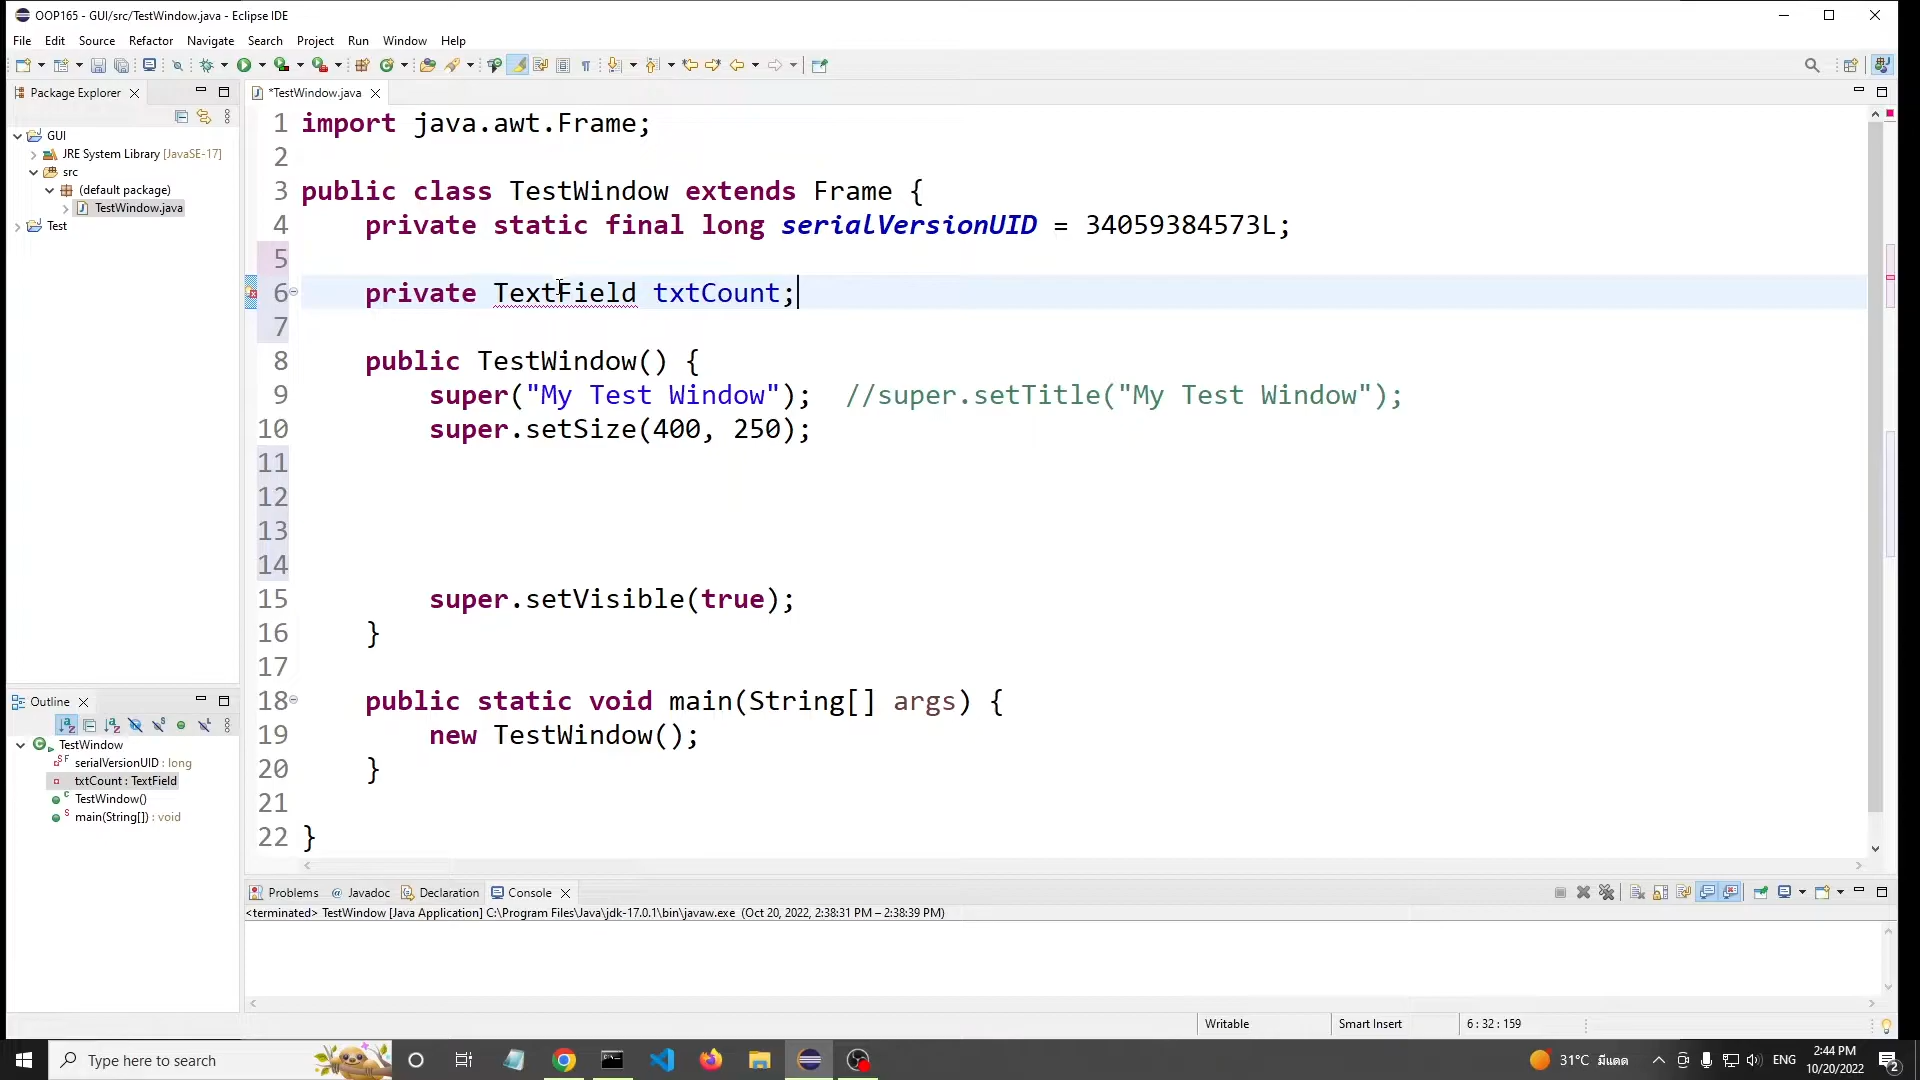 OOP165 - GUI/src/TestWindow.java - Eclipse IDE
File Edit Source Refactor Navigate Search Project Run Window Help
Package Explorer
GUI
JRE System Library [JavaSE-17]
src
(default package)
TestWindow.java
Test
*TestWindow.java
1 import java.awt.Frame;
2
3 public class TestWindow extends Frame {
4 private static final long serialVersionUID = 34059384573L;
5
6 private TextField txtCount;
7
8 public TestWindow() {
9 super("My Test Window"); //super.setTitle("My Test Window");
10 super.setSize(400, 250);
11
12
13
14
15 super.setVisible(true);
16 }
17
18 public static void main(String[] args) {
19 new TestWindow();
20 }
21
22 }
Outline
TestWindow
serialVersionUID : long
txtCount : TextField
TestWindow()
main(String[]) : void
Problems @ Javadoc Declaration Console
<terminated> TestWindow [Java Application] C:\Program Files\Java\jdk-17.0.1\bin\javaw.exe (Oct 20, 2022, 2:38:31 PM – 2:38:39 PM)
Writable Smart Insert 6 : 32 : 159
Type here to search
31°C มีแดด ENG 2:44 PM
10/20/2022
2